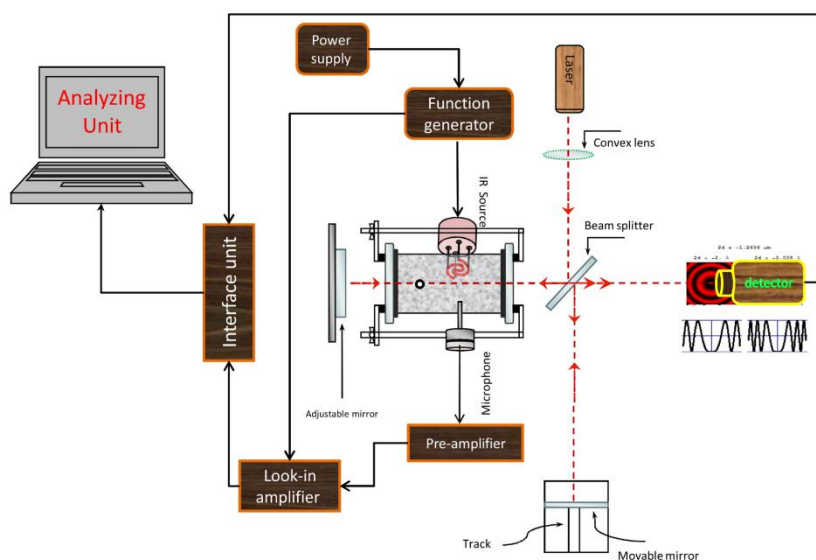 Power
supply
Laser
Analyzing
Unit
Function
generator
Convex lens
IR Source
Beam splitter
Interface unit
detector
Microphone
Adjustable mirror
Pre-amplifier
Look-in
amplifier
Track
Movable mirror